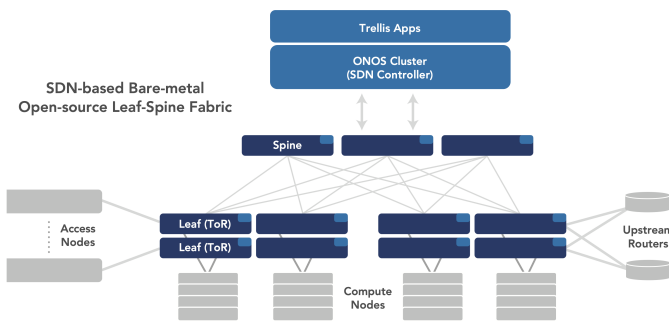 Trellis Apps
ONOS Cluster
(SDN Controller)
SDN-based Bare-metal
Open-source Leaf-Spine Fabric
Spine
Leaf (ToR)
Leaf (ToR)
Access
Nodes
Upstream
Routers
Compute
Nodes